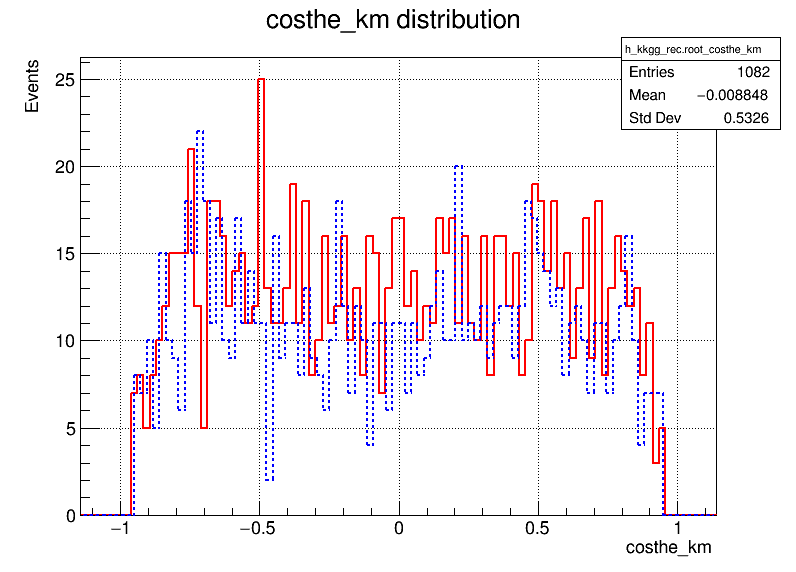 costhe_km distribution
h_kkgg_rec.root_costhe_km
Entries 1082
Mean −0.008848
Std Dev 0.5326
Events
25
20
15
10
5
0
−1 −0.5 0 0.5 1
costhe_km